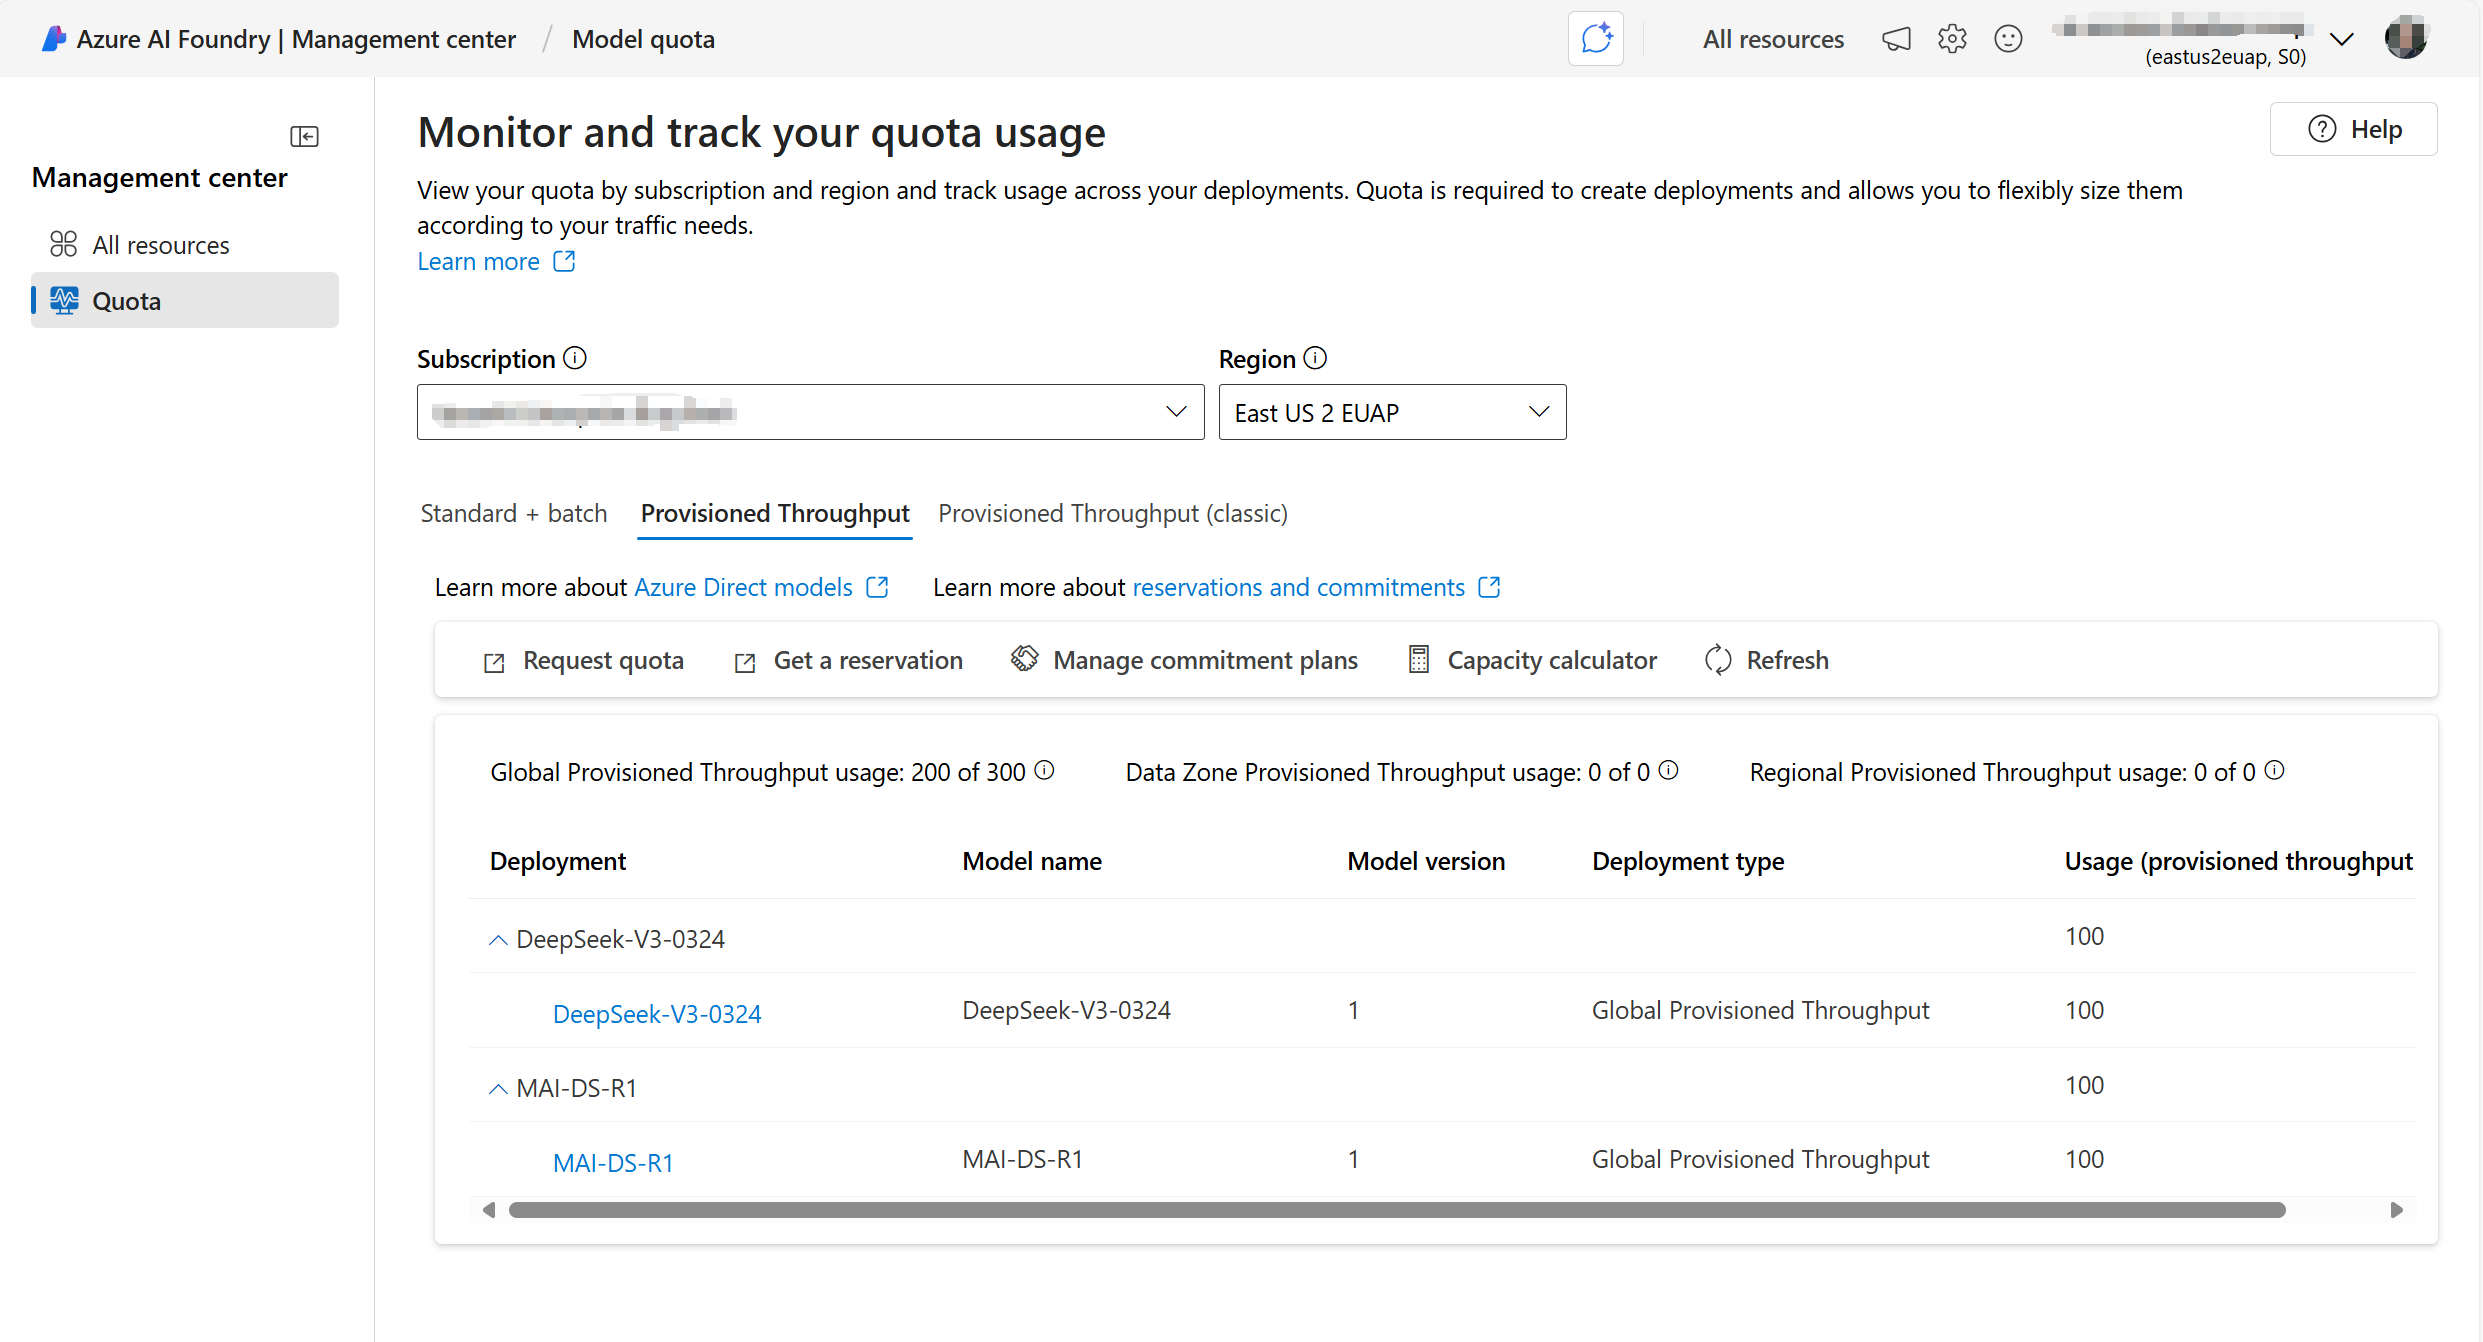 Azure AI Foundry | Management center / Model quota
All resources
(eastus2euap, S0)
Management center
All resources
Quota
Monitor and track your quota usage
Help
View your quota by subscription and region and track usage across your deployments. Quota is required to create deployments and allows you to flexibly size them
according to your traffic needs.
Learn more
Subscription
Region
East US 2 EUAP
Standard + batch Provisioned Throughput Provisioned Throughput (classic)
Learn more about Azure Direct models Learn more about reservations and commitments
Request quota Get a reservation Manage commitment plans Capacity calculator Refresh
Global Provisioned Throughput usage: 200 of 300 Data Zone Provisioned Throughput usage: 0 of 0 Regional Provisioned Throughput usage: 0 of 0
Deployment Model name Model version Deployment type Usage (provisioned throughput
DeepSeek-V3-0324 100
DeepSeek-V3-0324 DeepSeek-V3-0324 1 Global Provisioned Throughput 100
MAI-DS-R1 100
MAI-DS-R1 MAI-DS-R1 1 Global Provisioned Throughput 100